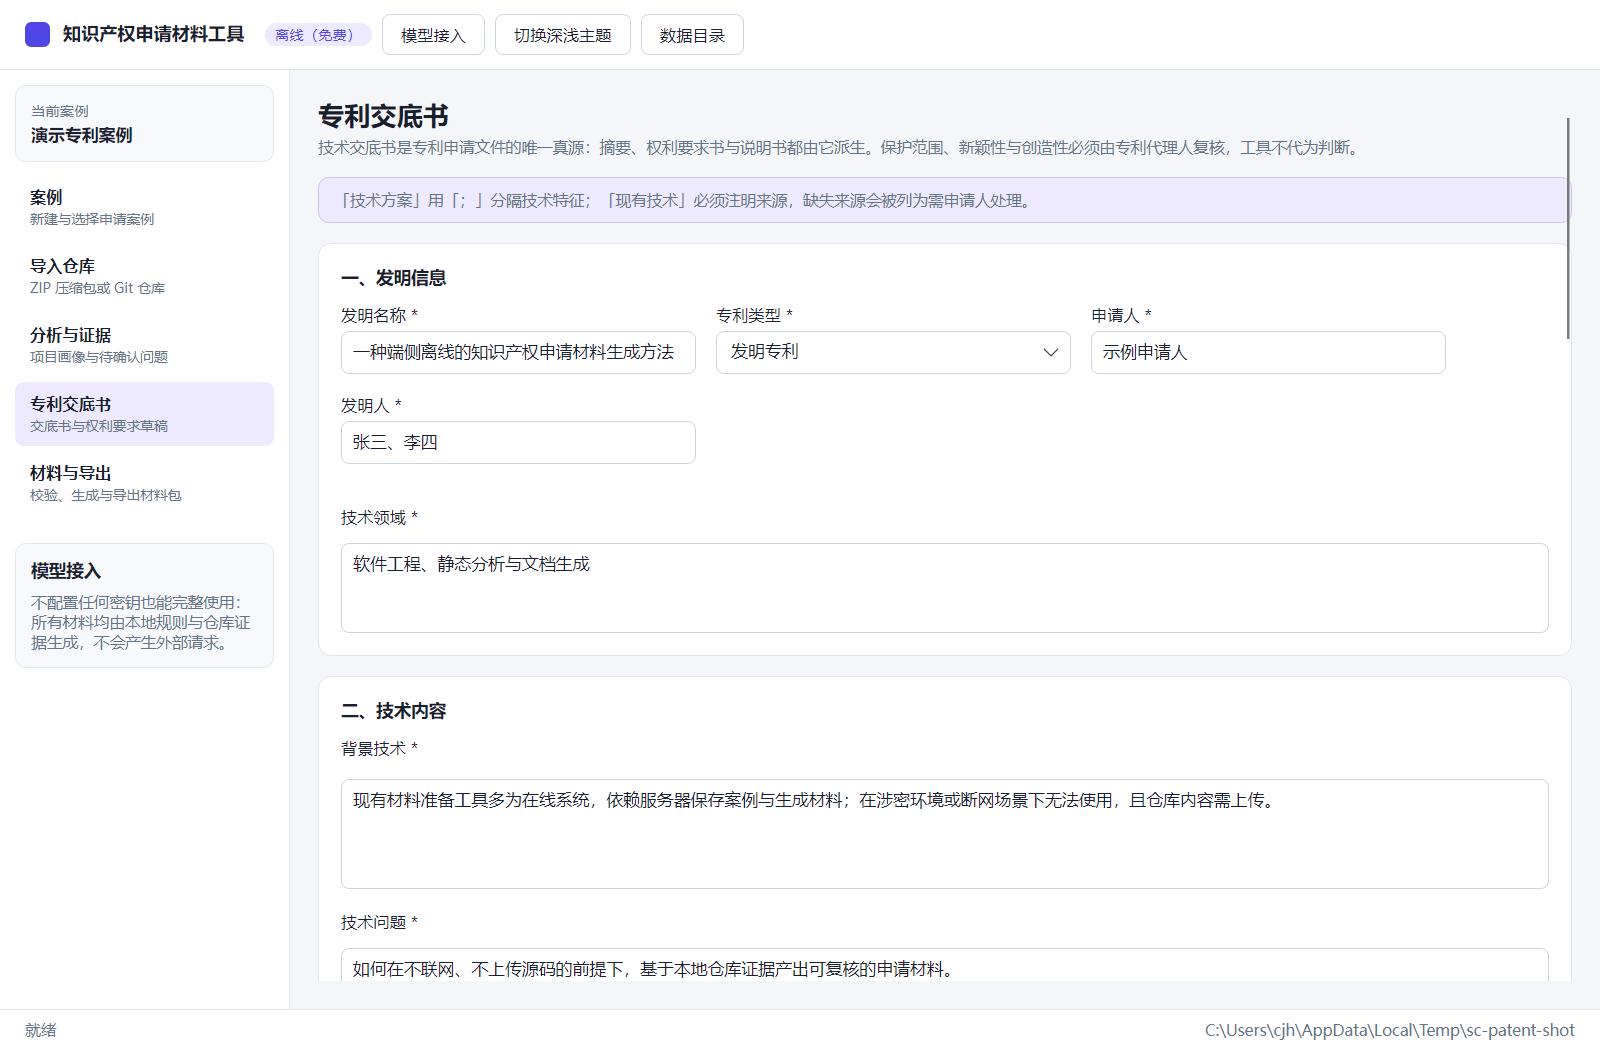 知识产权申请材料工具
离线（免费）
模型接入
切换深浅主题
数据目录
当前案例
演示专利案例
案例
新建与选择申请案例
导入仓库
ZIP 压缩包或 Git 仓库
分析与证据
项目画像与待确认问题
专利交底书
交底书与权利要求草稿
材料与导出
校验、生成与导出材料包
模型接入
不配置任何密钥也能完整使用：
所有材料均由本地规则与仓库证
据生成，不会产生外部请求。
专利交底书
技术交底书是专利申请文件的唯一真源：摘要、权利要求书与说明书都由它派生。保护范围、新颖性与创造性必须由专利代理人复核，工具不代为判断。
「技术方案」用「；」分隔技术特征；「现有技术」必须注明来源，缺失来源会被列为需申请人处理。
一、发明信息
发明名称 *
专利类型 *
申请人 *
一种端侧离线的知识产权申请材料生成方法
发明专利
示例申请人
发明人 *
张三、李四
技术领域 *
软件工程、静态分析与文档生成
二、技术内容
背景技术 *
现有材料准备工具多为在线系统，依赖服务器保存案例与生成材料；在涉密环境或断网场景下无法使用，且仓库内容需上传。
技术问题 *
如何在不联网、不上传源码的前提下，基于本地仓库证据产出可复核的申请材料。
就绪
C:\Users\cjh\AppData\Local\Temp\sc-patent-shot